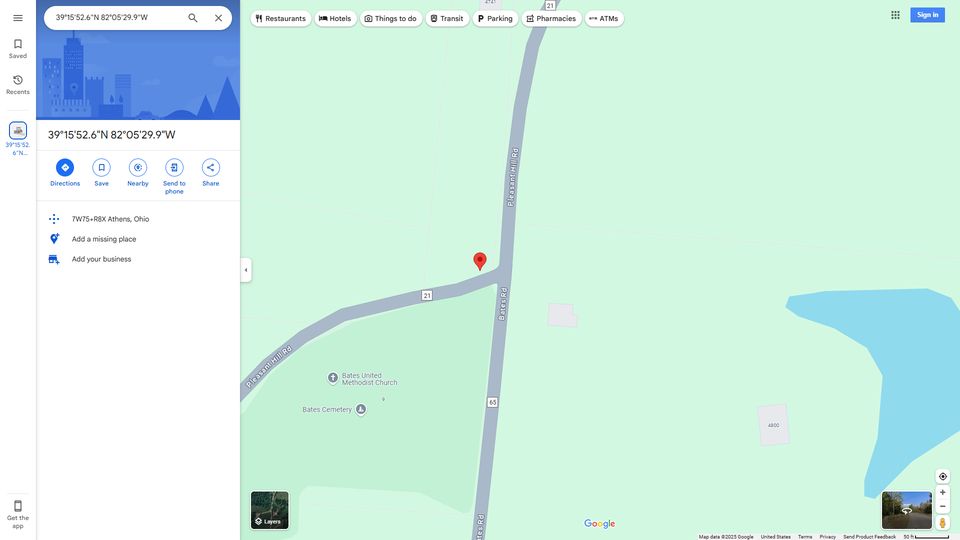 39°15'52.6"N 82°05'29.9"W
Restaurants
Hotels
Things to do
Transit
Parking
Pharmacies
ATMs
Sign in
Saved
Recents
39°15'52.
6"N...
39°15'52.6"N 82°05'29.9"W
Directions
Save
Nearby
Send to
phone
Share
7W75+R8X Athens, Ohio
Add a missing place
Add your business
21
Pleasant Hill Rd
21
Bates Rd
Pleasant Hill Rd
Bates United
Methodist Church
Bates Cemetery
65
4800
Get the
app
Layers
Google
Map data ©2025 Google
United States
Terms
Privacy
Send Product Feedback
50 ft